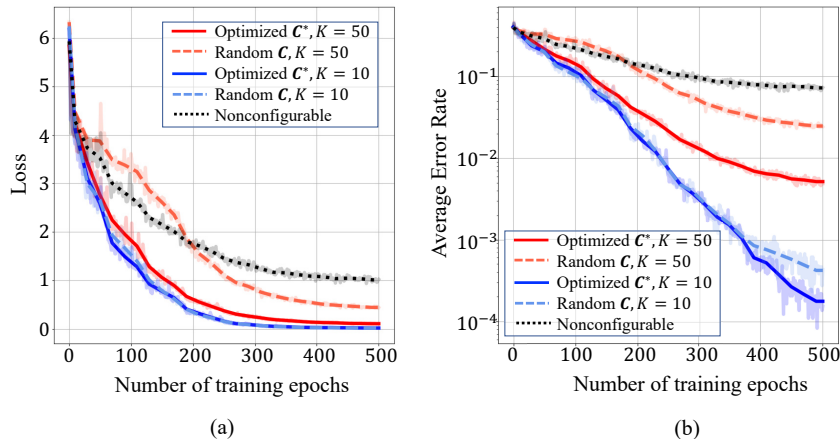 6
5
4
3
2
1
0
Loss
Optimized C*, K = 50
Random C, K = 50
Optimized C*, K = 10
Random C, K = 10
Nonconfigurable
0 100 200 300 400 500
Number of training epochs
(a)
10⁻¹
10⁻²
10⁻³
10⁻⁴
Average Error Rate
Optimized C*, K = 50
Random C, K = 50
Optimized C*, K = 10
Random C, K = 10
Nonconfigurable
0 100 200 300 400 500
Number of training epochs
(b)